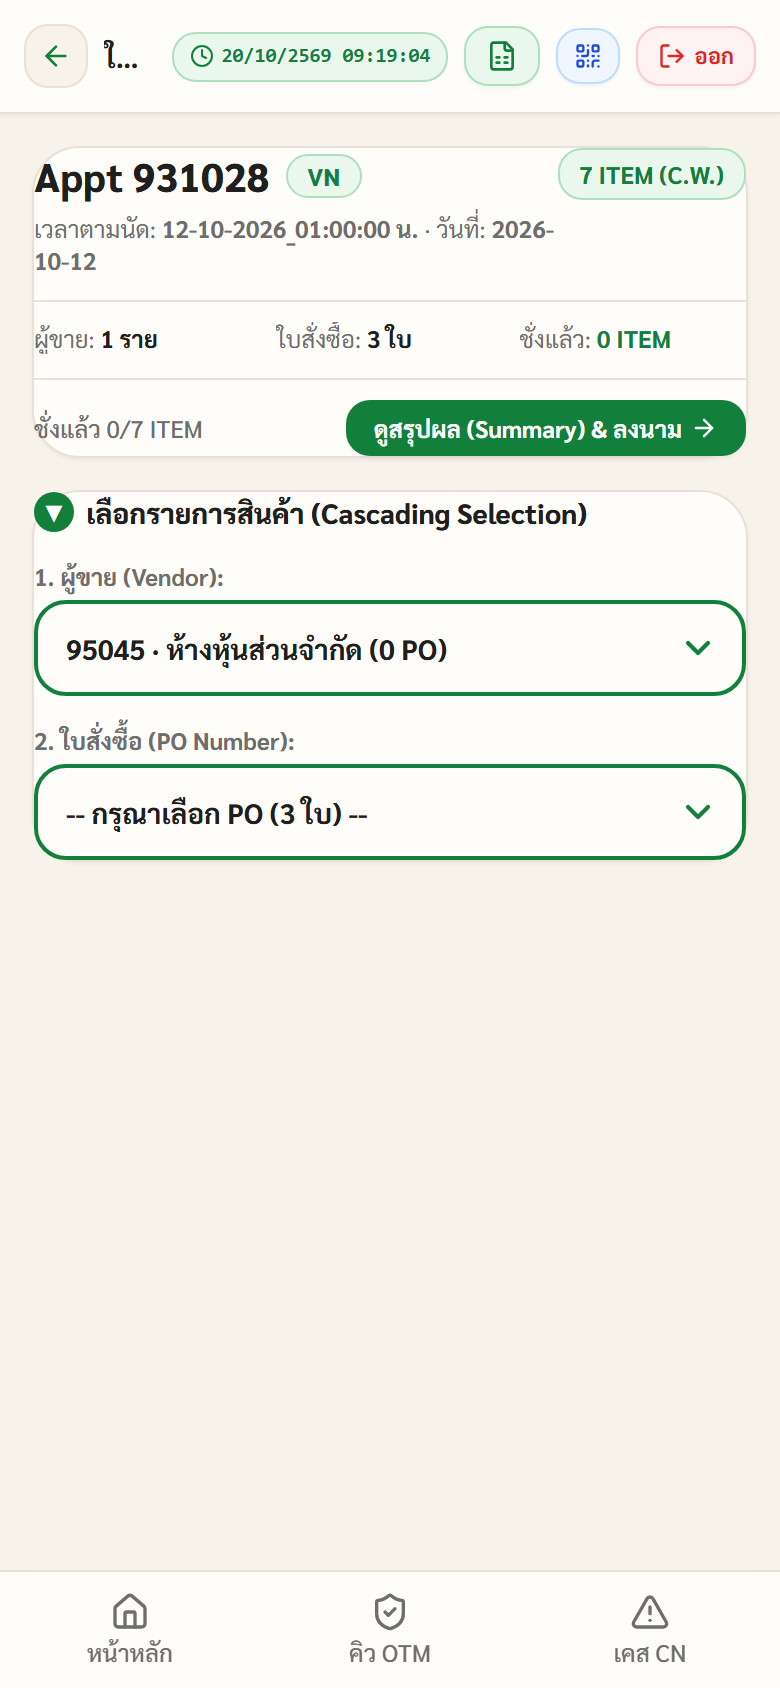 ใ...
20/10/2569 09:19:04
ออก
Appt 931028
VN
7 ITEM (C.W.)
เวลาตามนัด: 12-10-2026_01:00:00 น. · วันที่: 2026-
10-12
ผู้ขาย: 1 ราย
ใบสั่งซื้อ: 3 ใบ
ชั่งแล้ว: 0 ITEM
ชั่งแล้ว 0/7 ITEM
ดูสรุปผล (Summary) & ลงนาม →
▼ เลือกรายการสินค้า (Cascading Selection)
1. ผู้ขาย (Vendor):
95045 · ห้างหุ้นส่วนจำกัด (0 PO)
2. ใบสั่งซื้อ (PO Number):
-- กรุณาเลือก PO (3 ใบ) --
หน้าหลัก
คิว OTM
เคส CN